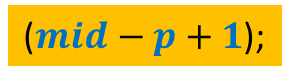 (mid − p + 1);